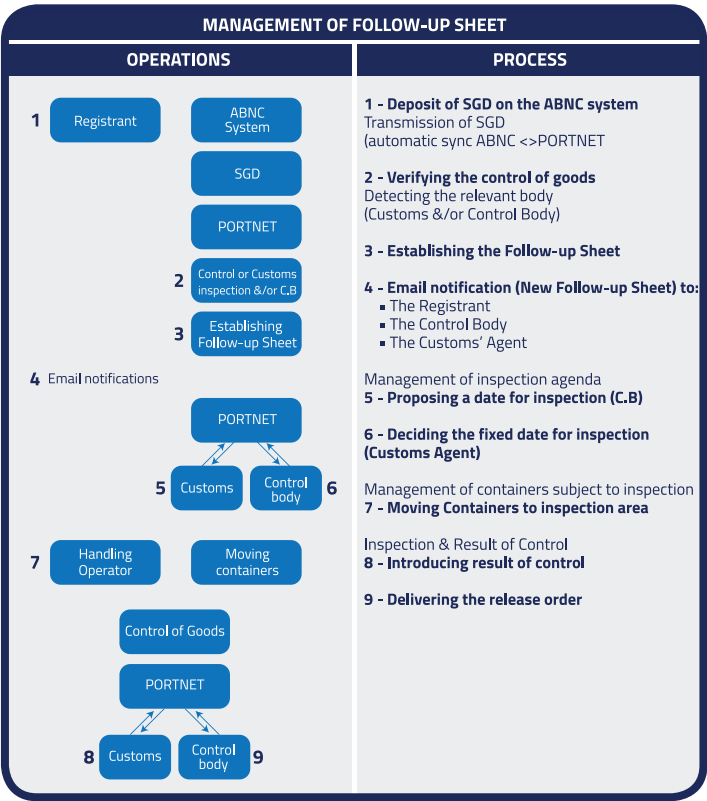 MANAGEMENT OF FOLLOW-UP SHEET
OPERATIONS
1
Registrant
ABNC
System
SGD
PORTNET
2
Control or Customs
inspection &/or C.B
3
Establishing
Follow-up Sheet
4 Email notifications
PORTNET
5
Customs
Control
body
6
7
Handling
Operator
Moving
containers
Control of Goods
PORTNET
8
Customs
Control
body
9
PROCESS
1 - Deposit of SGD on the ABNC system
Transmission of SGD
(automatic sync ABNC <>PORTNET
2 - Verifying the control of goods
Detecting the relevant body
(Customs &/or Control Body)
3 - Establishing the Follow-up Sheet
4 - Email notification (New Follow-up Sheet) to:
▪ The Registrant
▪ The Control Body
▪ The Customs’ Agent
Management of inspection agenda
5 - Proposing a date for inspection (C.B)
6 - Deciding the fixed date for inspection
(Customs Agent)
Management of containers subject to inspection
7 - Moving Containers to inspection area
Inspection & Result of Control
8 - Introducing result of control
9 - Delivering the release order